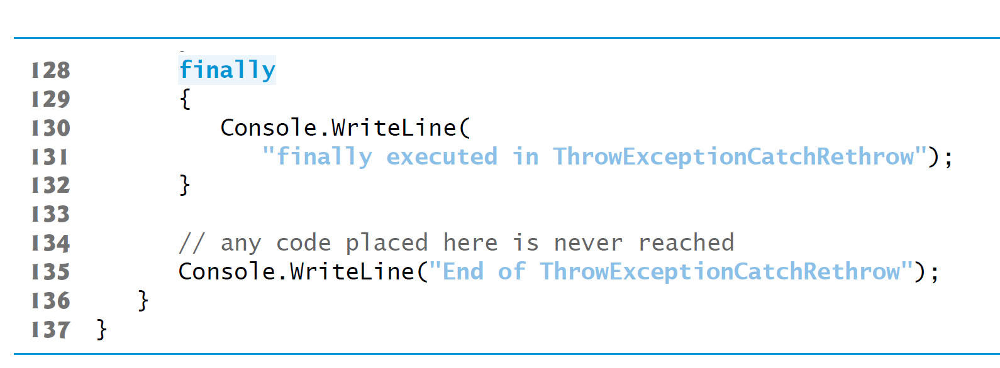 128 finally
129 {
130 Console.WriteLine(
131 "finally executed in ThrowExceptionCatchRethrow");
132 }
133
134 // any code placed here is never reached
135 Console.WriteLine("End of ThrowExceptionCatchRethrow");
136 }
137 }